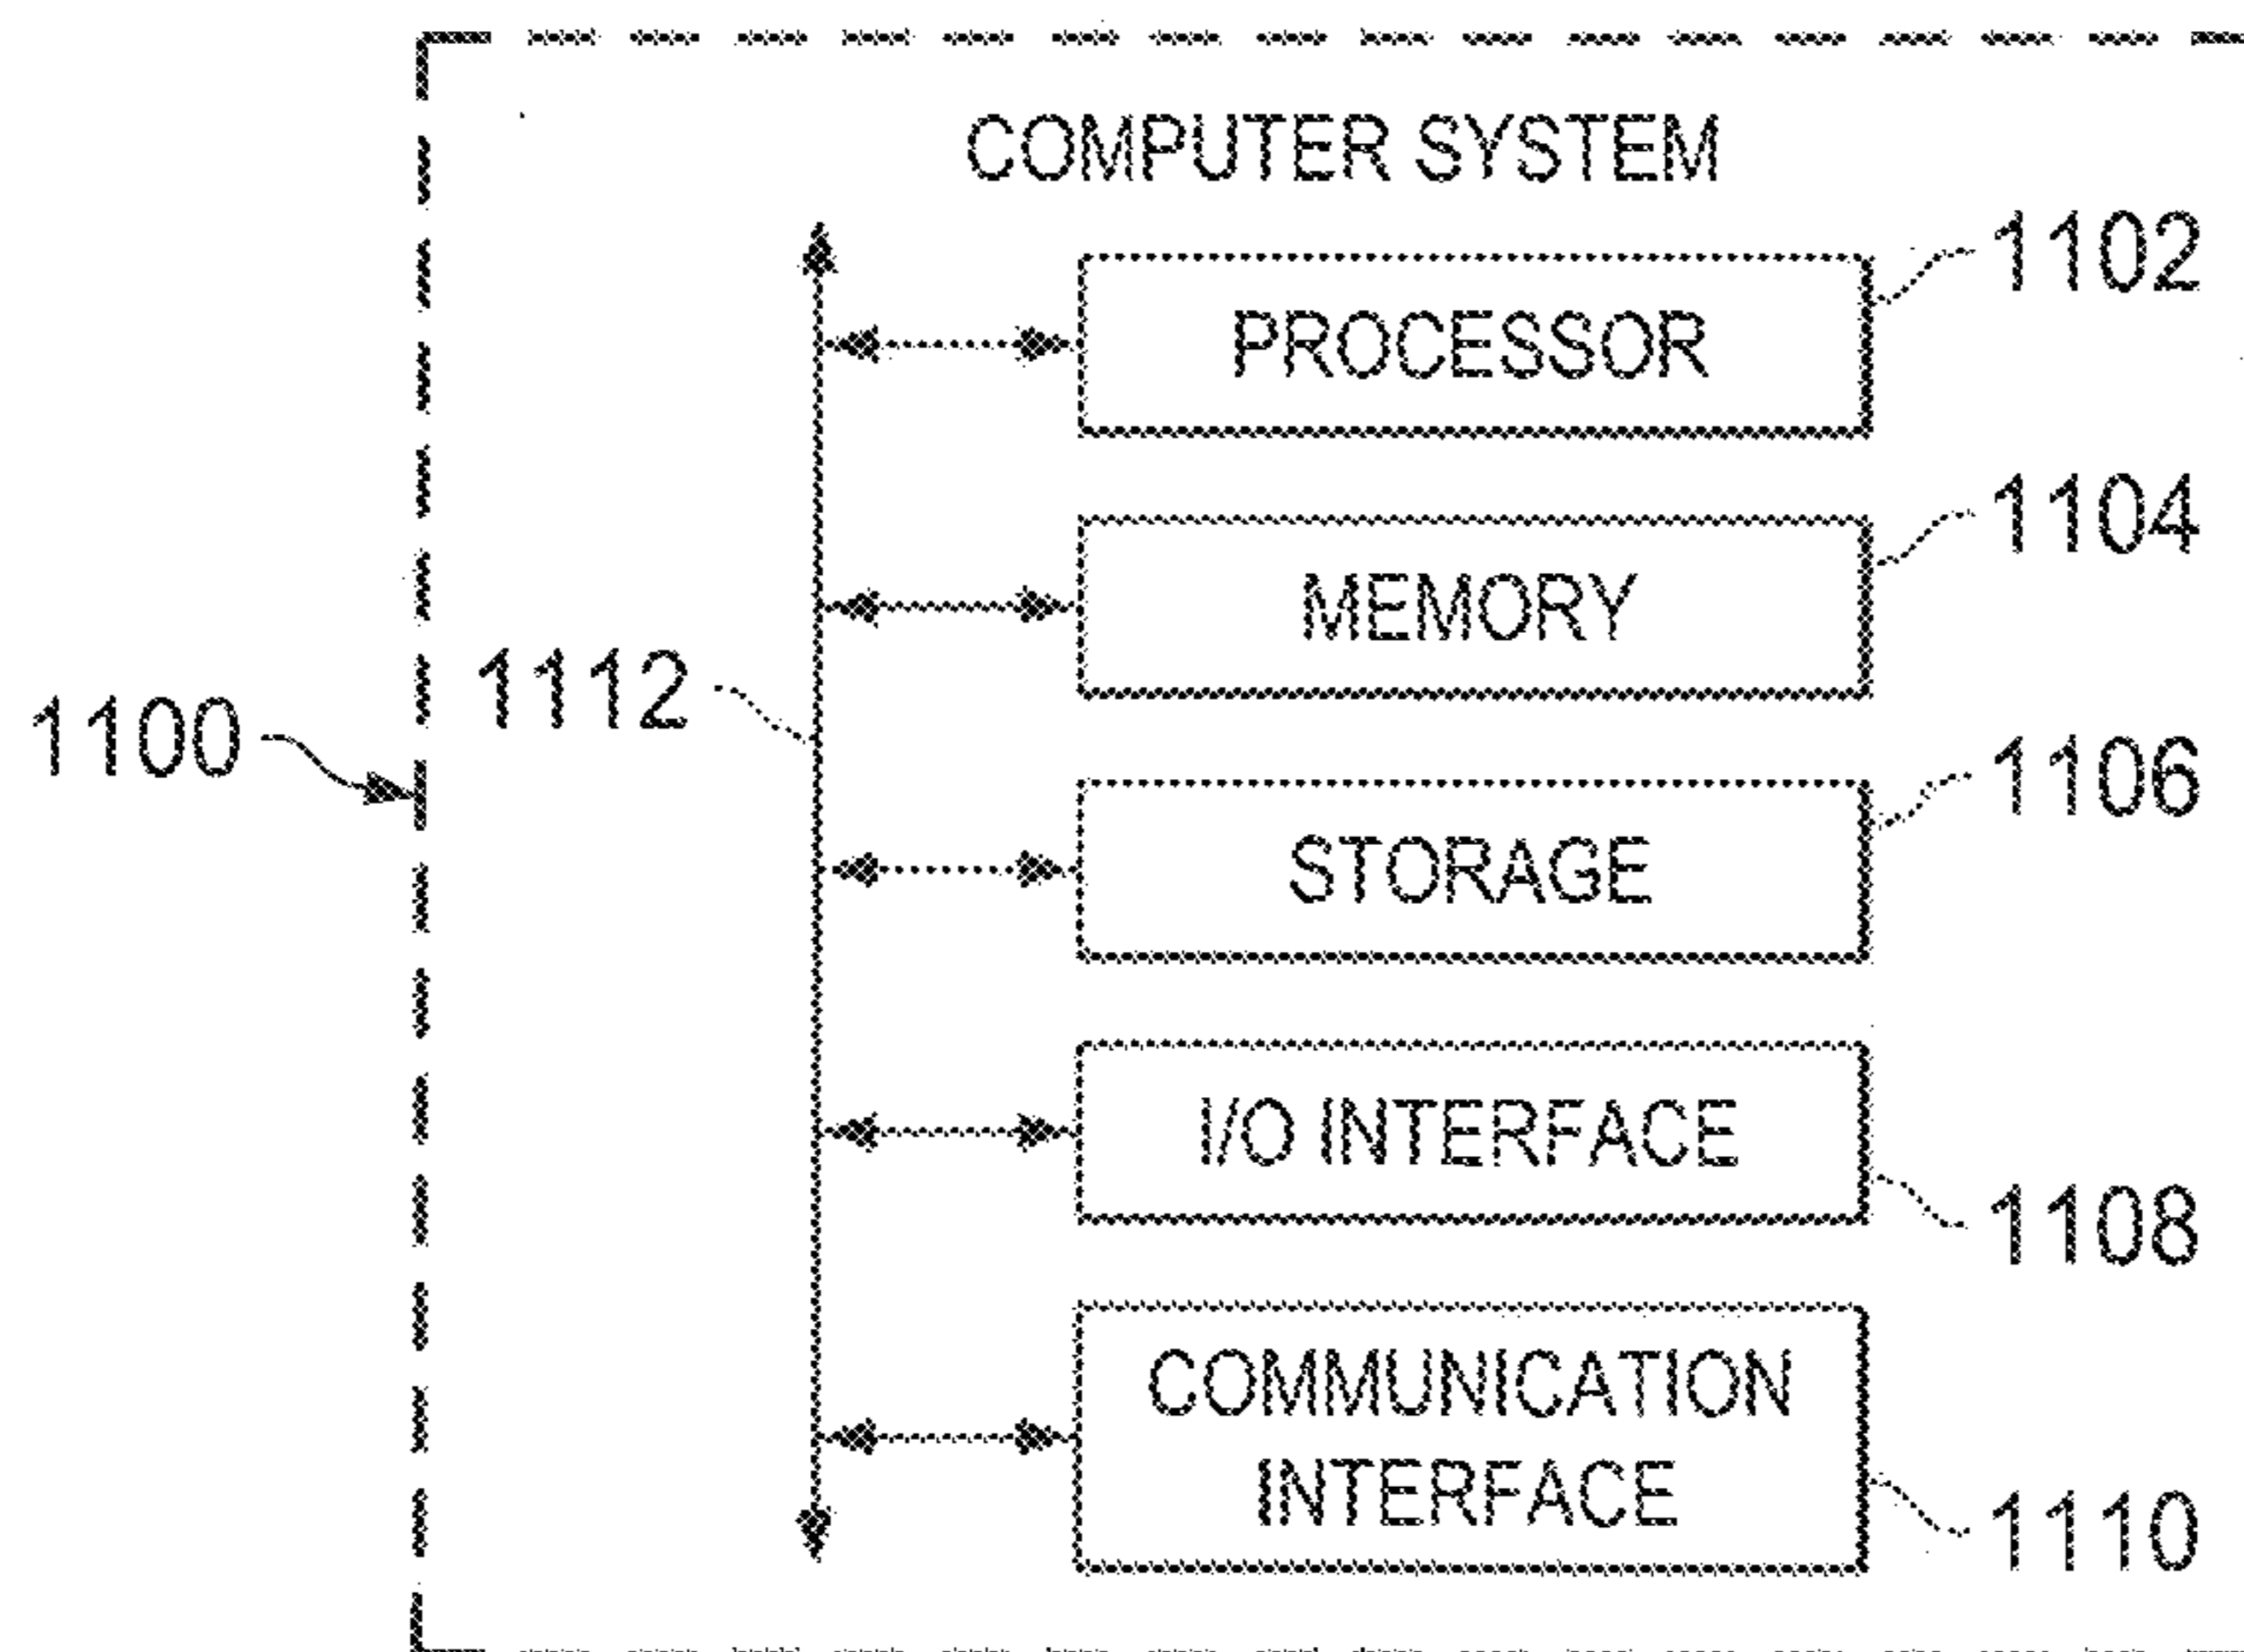 COMPUTER SYSTEM
1102
PROCESSOR
1104
MEMORY
1112
1100
1106
STORAGE
I/O INTERFACE
1108
COMMUNICATION
INTERFACE
1110